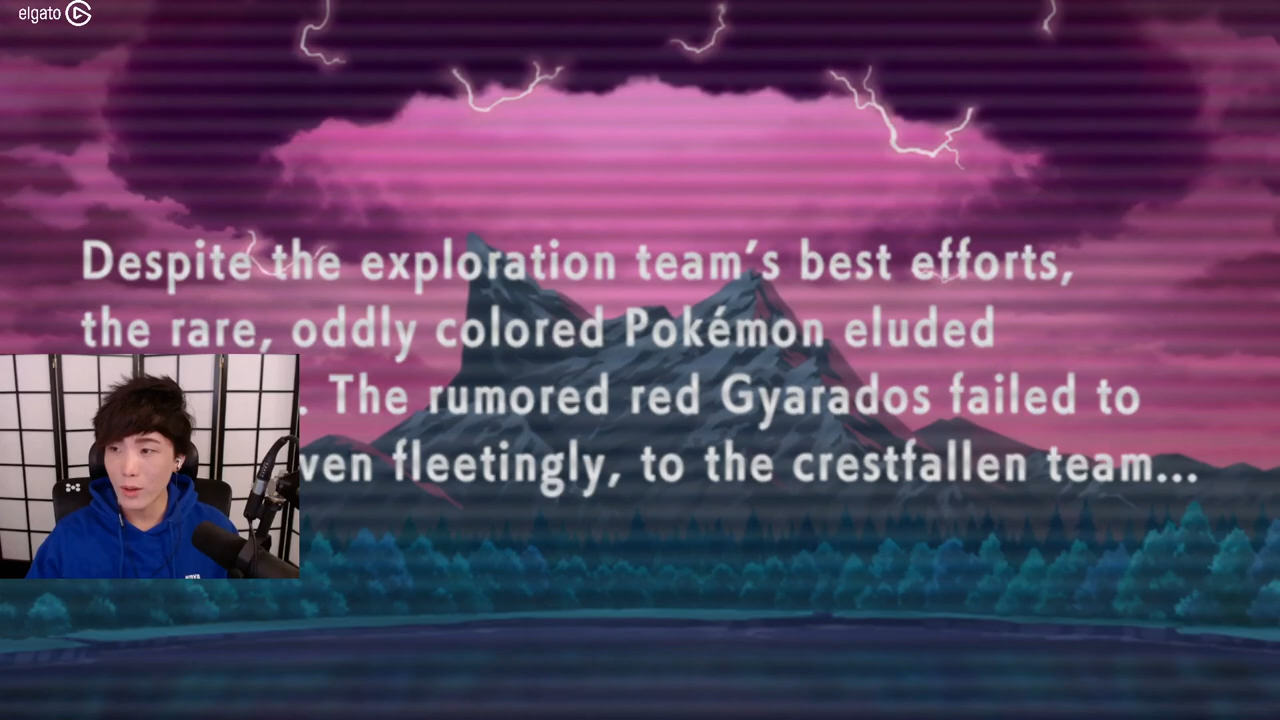 elgato
Despite the exploration team's best efforts,
the rare, oddly colored Pokémon eluded
. The rumored red Gyarados failed to
ven fleetingly, to the crestfallen team...